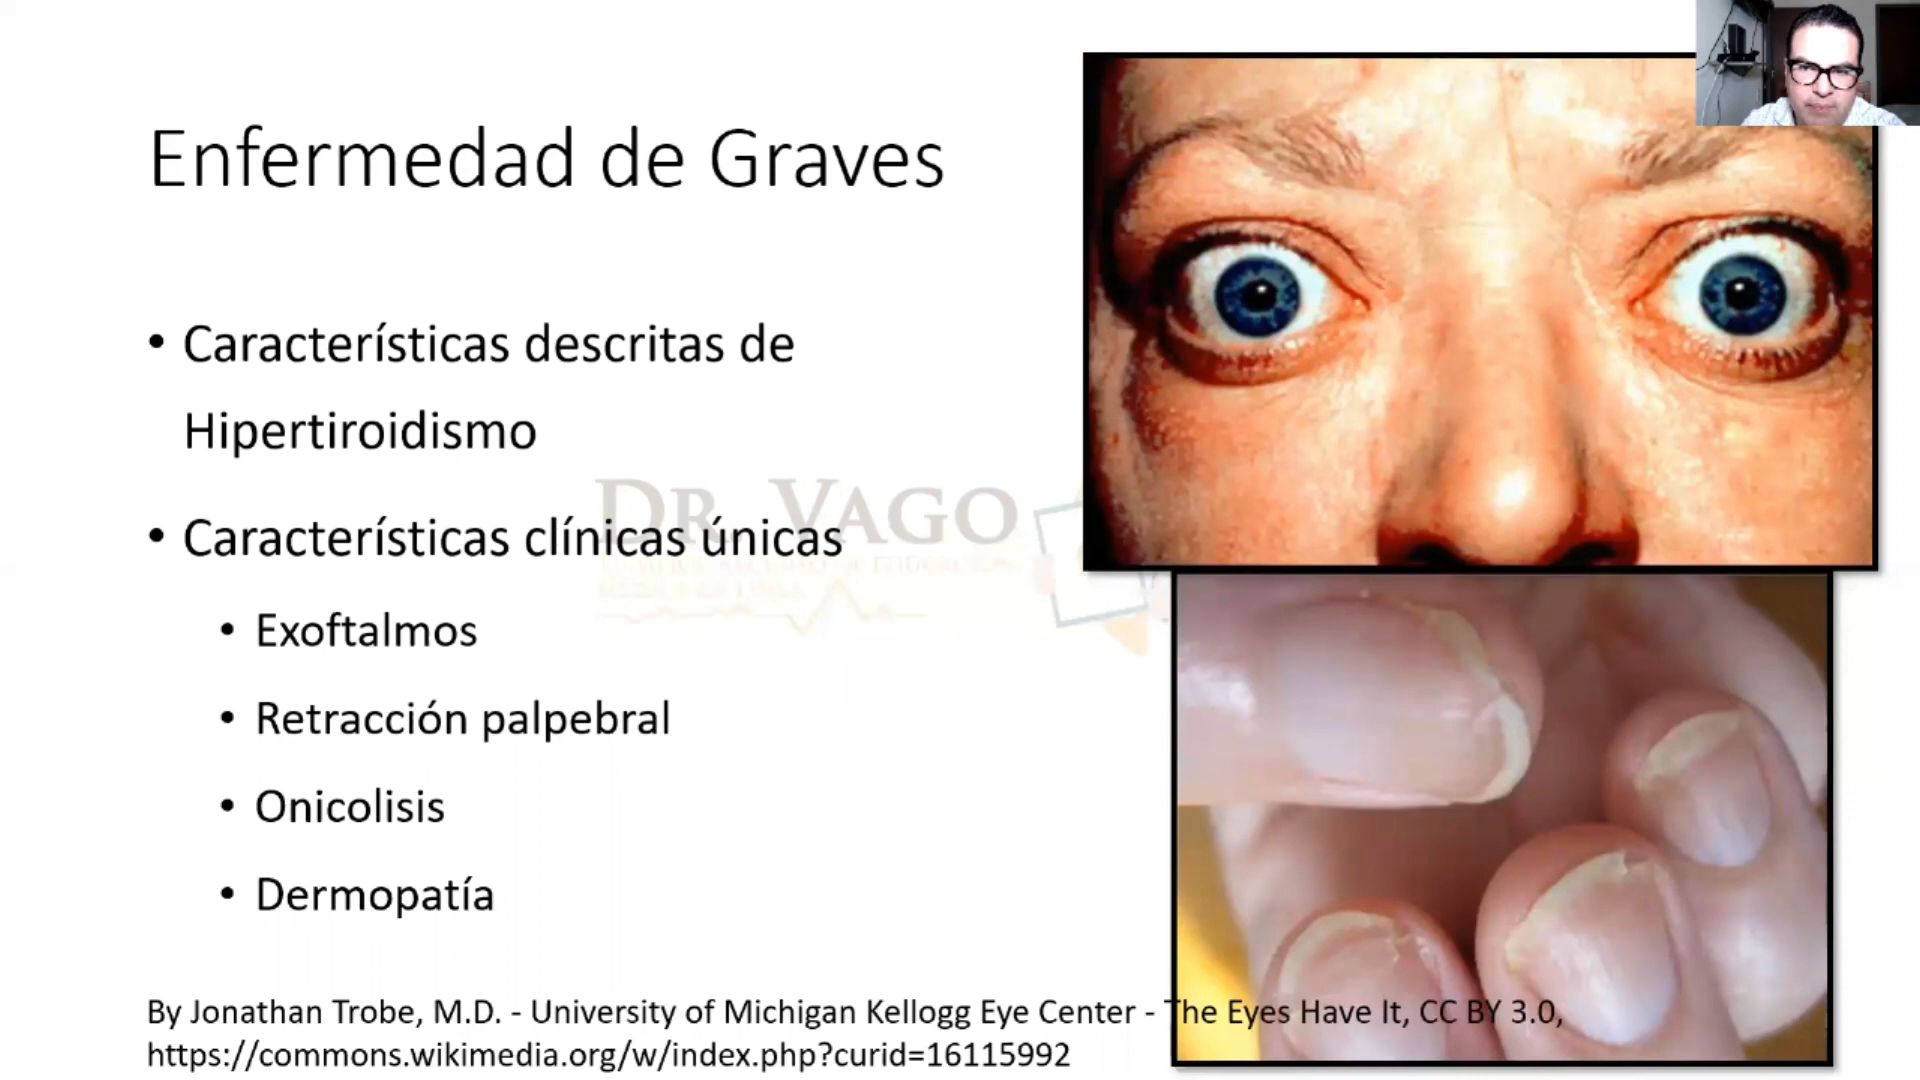 Enfermedad de Graves
• Características descritas de
Hipertiroidismo
DR. VAGO
• Características clínicas únicas
• Exoftalmos
• Retracción palpebral
• Onicolisis
• Dermopatía
By Jonathan Trobe, M.D. - University of Michigan Kellogg Eye Center - The Eyes Have It, CC BY 3.0,
https://commons.wikimedia.org/w/index.php?curid=16115992